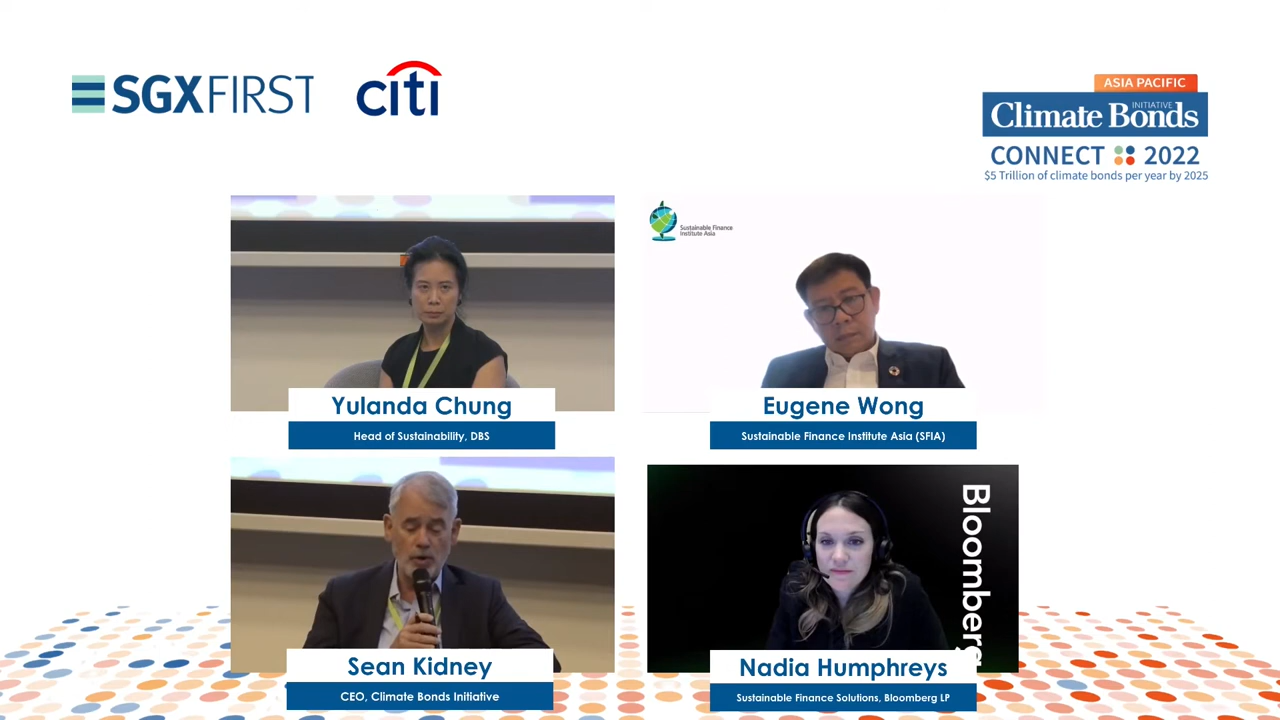 SGXFIRST
citi
ASIA PACIFIC
Climate Bonds
INITIATIVE
CONNECT 2022
$5 Trillion of climate bonds per year by 2025
Sustainable Finance
Institute Asia
Yulanda Chung
Head of Sustainability, DBS
Eugene Wong
Sustainable Finance Institute Asia (SFIA)
Bloomberg
Sean Kidney
CEO, Climate Bonds Initiative
Nadia Humphreys
Sustainable Finance Solutions, Bloomberg LP